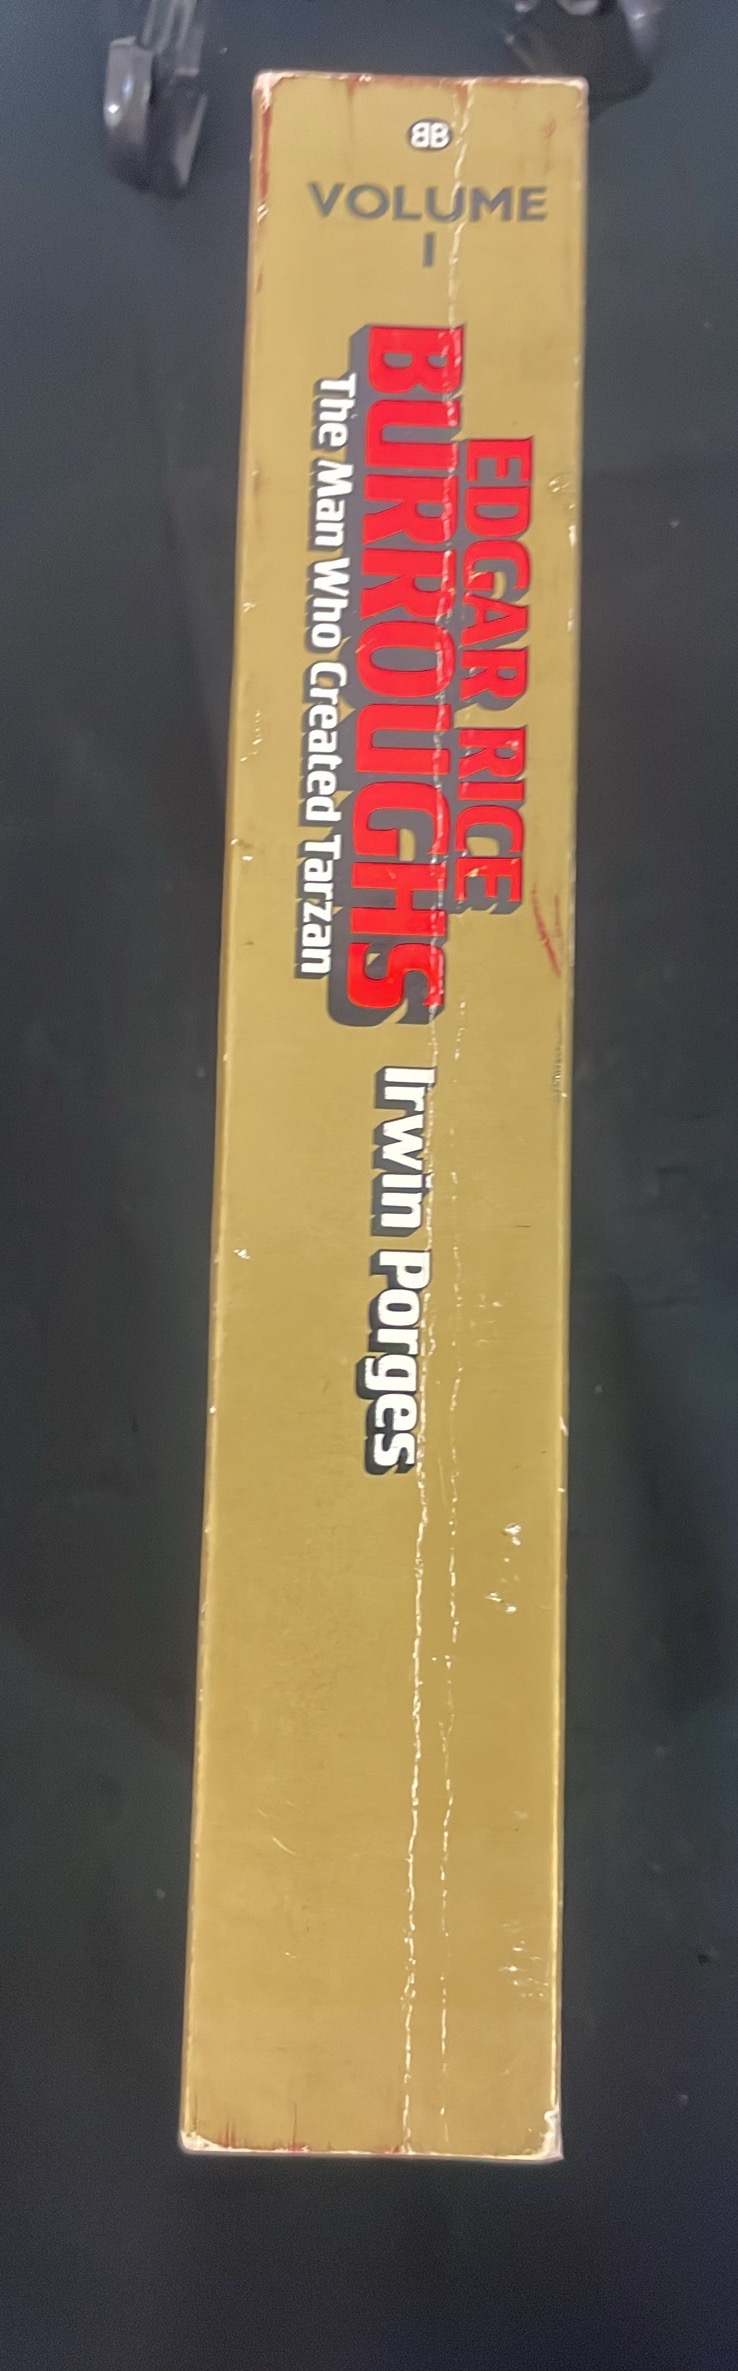 BB
VOLUME
I
EDGAR RICE
BURROUGHS
The Man Who Created Tarzan
Irwin Porges